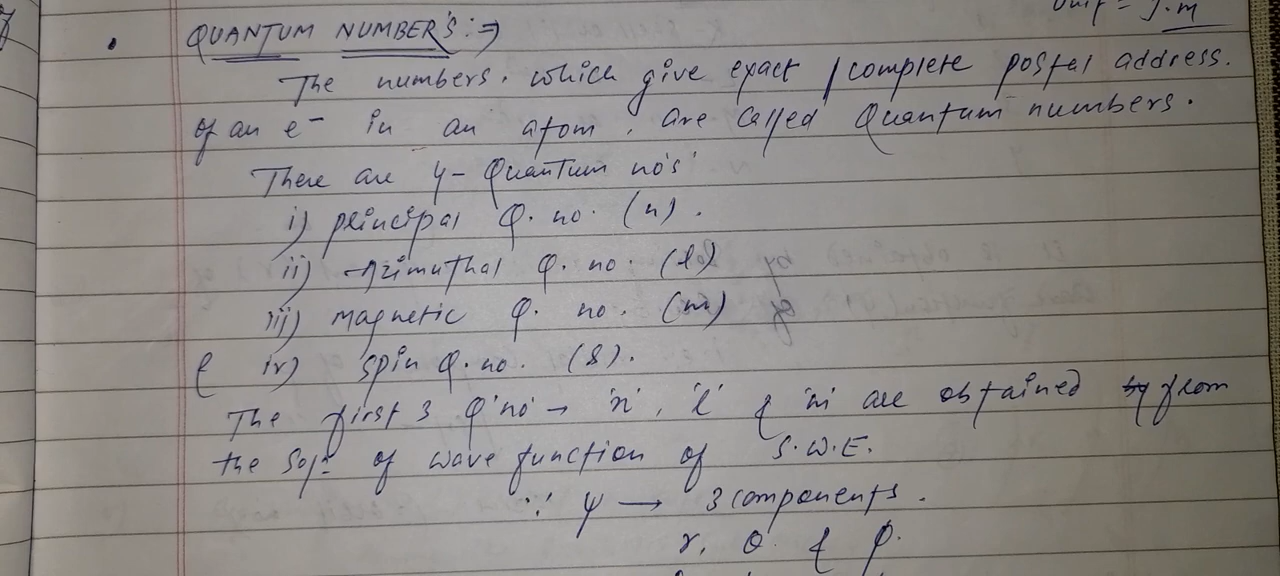 Unit = J.m
• QUANTUM NUMBER'S :⇒
The numbers. which give exact / complete postal address.
of an e⁻ in an atom, are called Quantum numbers.
There are 4- Quantum no's'
i) principal Q. no. (n).
ii) Azimuthal Q. no. (l)
iii) magnetic Q. no. (m)
iv) spin Q. no. (s).
The first 3 Q'no → 'n', 'l' & 'm' are obtained by from
the Solⁿ of wave function of S.W.E.
∵ ψ → 3 components.
r, θ & φ.